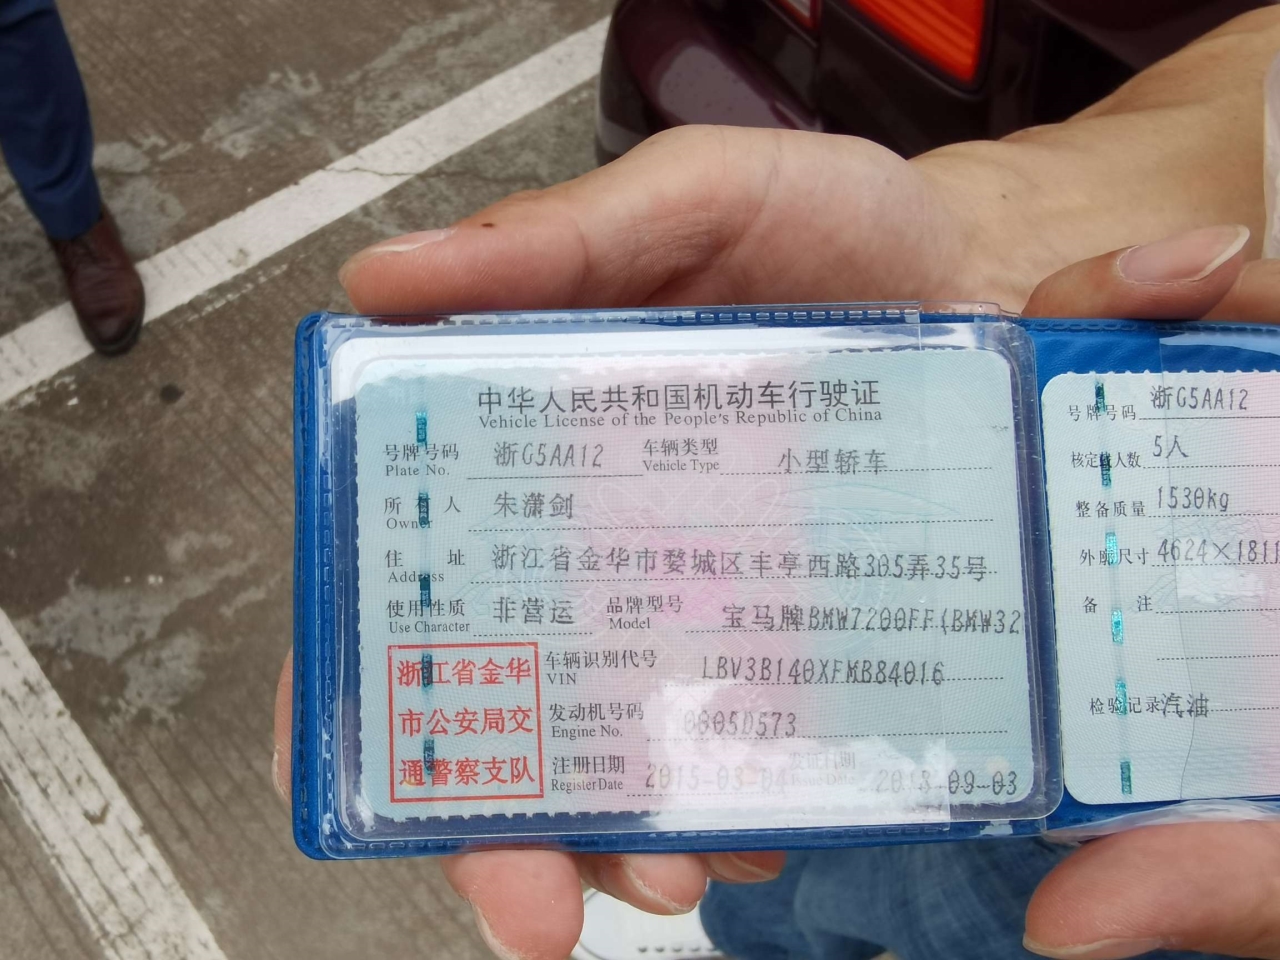 中华人民共和国机动车行驶证
Vehicle License of the People's Republic of China
号牌号码 浙G5AA12 车辆类型 小型轿车
Plate No. Vehicle Type
所 人 朱潇剑
Owner
住 址 浙江省金华市婺城区丰亭西路305弄35号
Address
使用性质 非营运 品牌型号 宝马牌BMW7200FF(BMW32
Use Character Model
浙江省金华
市公安局交
通警察支队
车辆识别代号 LBV3B140XFMB84016
VIN
发动机号码 0805D573
Engine No.
注册日期 2015-03-04 发证日期 2018-09-03
Register Date Issue Date
号牌号码 浙G5AA12
核定 人数 5人
整备质量 1530kg
外廓尺寸 4624×1811
备 注
检验记录 汽油